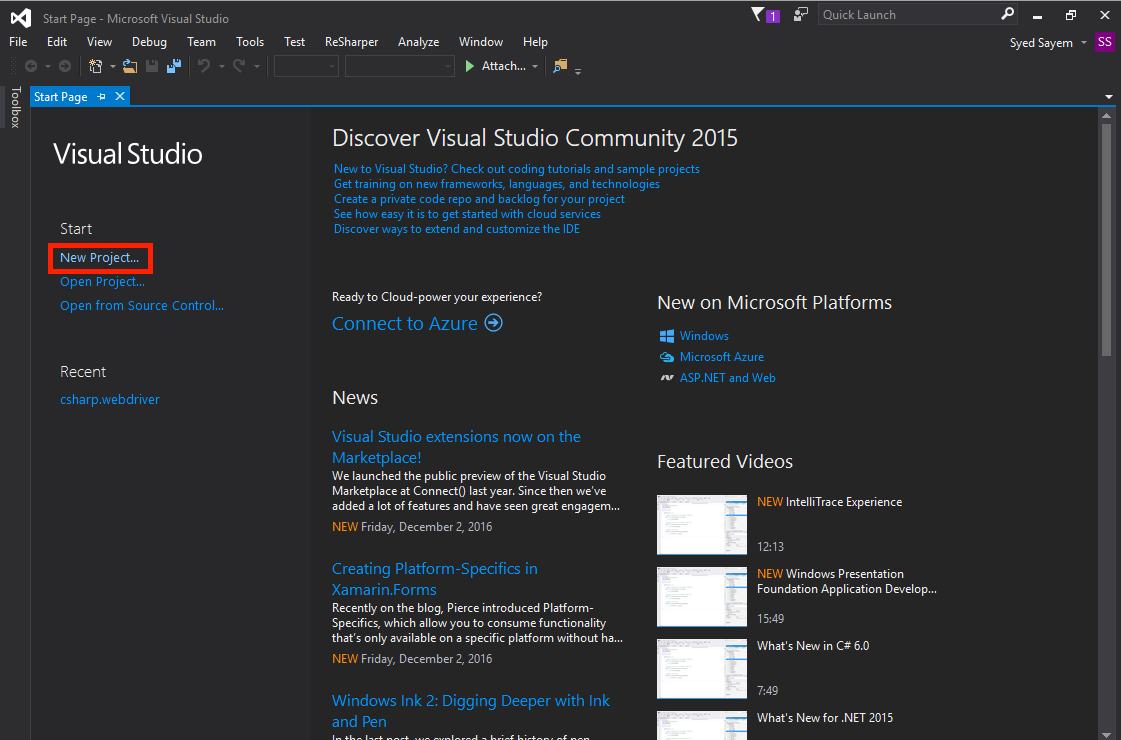 Start Page - Microsoft Visual Studio
1
Quick Launch
File Edit View Debug Team Tools Test ReSharper Analyze Window Help
Syed Sayem
SS
Attach...
Toolbox
Start Page
Visual Studio
Start
New Project...
Open Project...
Open from Source Control...
Recent
csharp.webdriver
Discover Visual Studio Community 2015
New to Visual Studio? Check out coding tutorials and sample projects
Get training on new frameworks, languages, and technologies
Create a private code repo and backlog for your project
See how easy it is to get started with cloud services
Discover ways to extend and customize the IDE
Ready to Cloud-power your experience?
Connect to Azure
News
Visual Studio extensions now on the
Marketplace!
We launched the public preview of the Visual Studio
Marketplace at Connect() last year. Since then we've
added a lot of features and have seen great engagem...
NEW Friday, December 2, 2016
Creating Platform-Specifics in
Xamarin.Forms
Recently on the blog, Pierce introduced Platform-
Specifics, which allow you to consume functionality
that's only available on a specific platform without ha...
NEW Friday, December 2, 2016
Windows Ink 2: Digging Deeper with Ink
and Pen
In the last post, we explored a brief history of pen
New on Microsoft Platforms
Windows
Microsoft Azure
ASP.NET and Web
Featured Videos
NEW IntelliTrace Experience
12:13
NEW Windows Presentation
Foundation Application Develop...
15:49
What's New in C# 6.0
7:49
What's New for .NET 2015